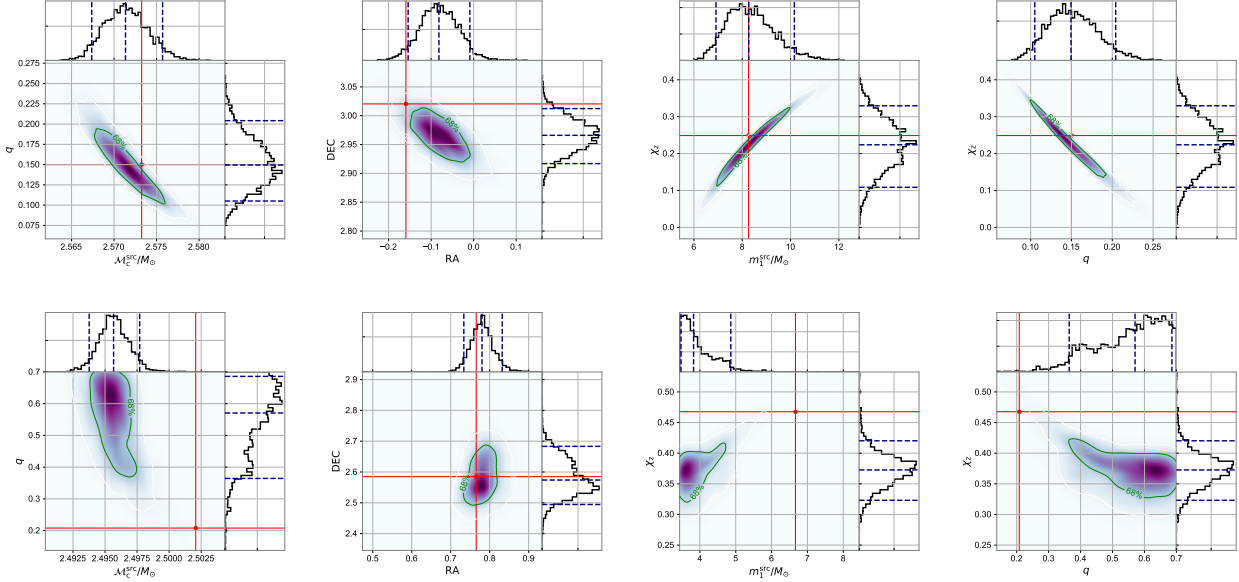 0.275
0.250
0.225
0.200
0.175
0.150
0.125
0.100
0.075
q
68%
2.565 2.570 2.575 2.580
ℳ_c^src/M_⊙
3.05
3.00
2.95
2.90
2.85
2.80
DEC
68%
−0.2 −0.1 0.0 0.1
RA
0.4
0.3
0.2
0.1
0.0
χ_z
68%
6 8 10 12
m_1^src/M_⊙
0.4
0.3
0.2
0.1
0.0
χ_z
68%
0.10 0.15 0.20 0.25
q
0.7
0.6
0.5
0.4
0.3
0.2
q
68%
2.4925 2.4950 2.4975 2.5000 2.5025
ℳ_c^src/M_⊙
2.9
2.8
2.7
2.6
2.5
2.4
DEC
68%
0.5 0.6 0.7 0.8 0.9
RA
0.50
0.45
0.40
0.35
0.30
0.25
χ_z
68%
4 5 6 7 8
m_1^src/M_⊙
0.50
0.45
0.40
0.35
0.30
0.25
χ_z
68%
0.2 0.3 0.4 0.5 0.6 0.7
q